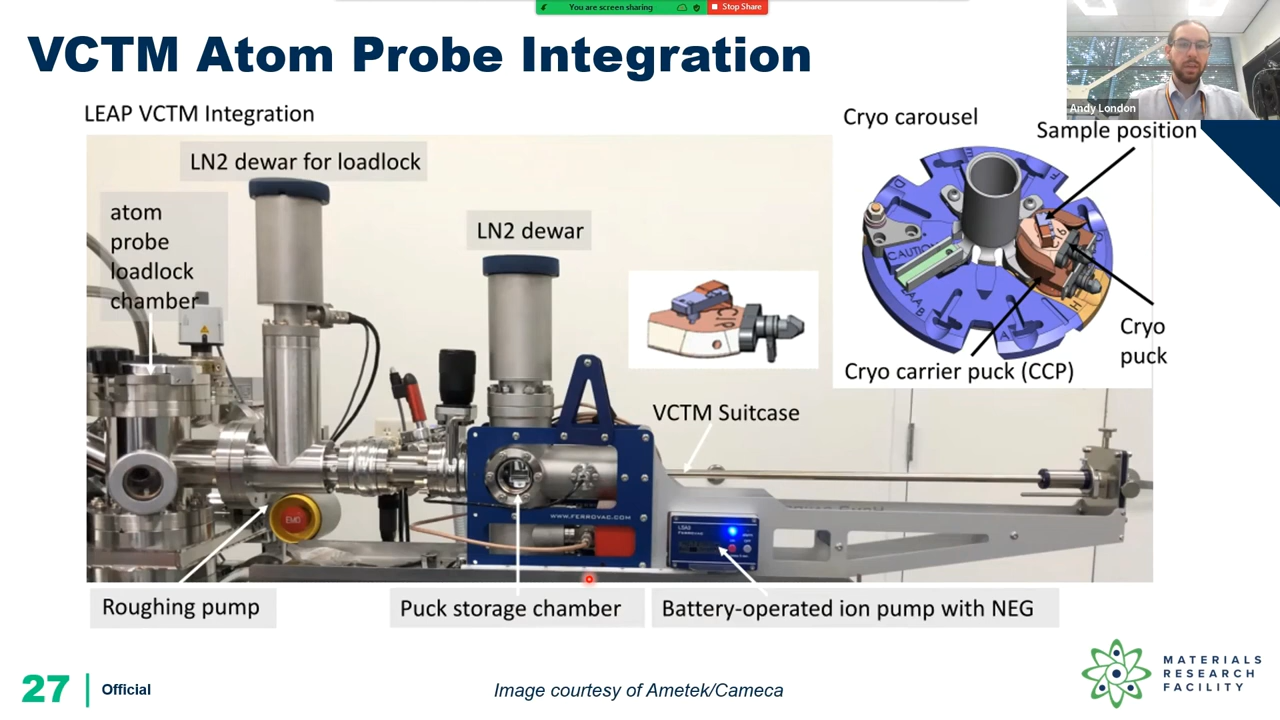 You are screen sharing
Stop Share
VCTM Atom Probe Integration
Andy London
LEAP VCTM Integration
Cryo carousel
Sample position
LN2 dewar for loadlock
atom
probe
loadlock
chamber
LN2 dewar
CAUTION
CIP
Cryo
puck
Cryo carrier puck (CCP)
VCTM Suitcase
EMO
WWW.FERROVAC.COM
Roughing pump
Puck storage chamber
Battery-operated ion pump with NEG
27
Official
Image courtesy of Ametek/Cameca
MATERIALS
RESEARCH
FACILITY